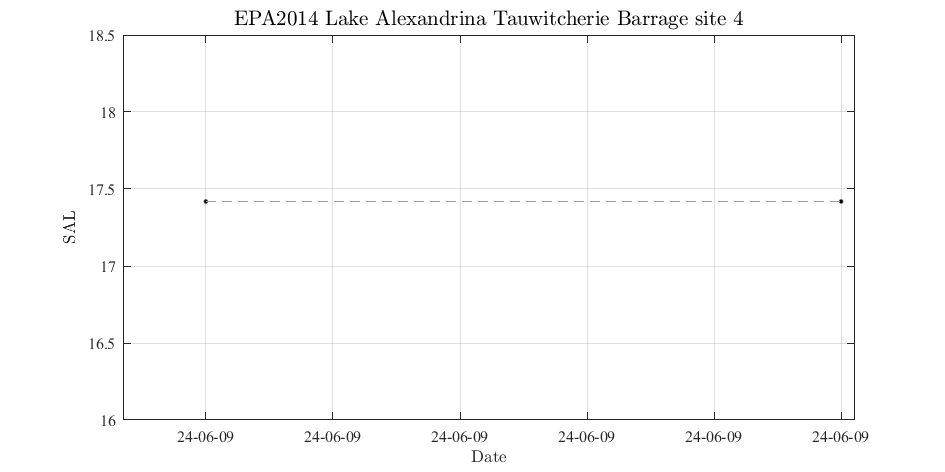 EPA2014 Lake Alexandrina Tauwitcherie Barrage site 4
18.5
18
17.5
17
16.5
16
SAL
24-06-09 24-06-09 24-06-09 24-06-09 24-06-09 24-06-09
Date